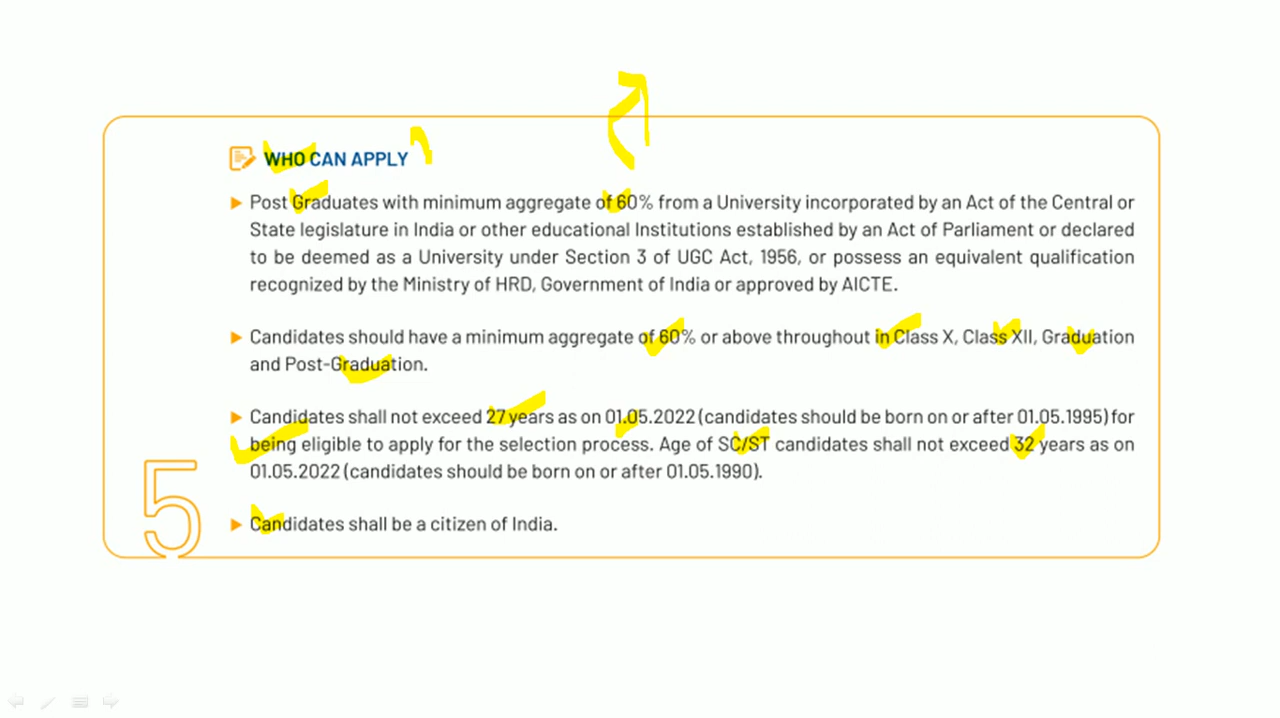 WHO CAN APPLY
Post Graduates with minimum aggregate of 60% from a University incorporated by an Act of the Central or
State legislature in India or other educational Institutions established by an Act of Parliament or declared
to be deemed as a University under Section 3 of UGC Act, 1956, or possess an equivalent qualification
recognized by the Ministry of HRD, Government of India or approved by AICTE.
Candidates should have a minimum aggregate of 60% or above throughout in Class X, Class XII, Graduation
and Post-Graduation.
Candidates shall not exceed 27 years as on 01.05.2022 (candidates should be born on or after 01.05.1995) for
being eligible to apply for the selection process. Age of SC/ST candidates shall not exceed 32 years as on
01.05.2022 (candidates should be born on or after 01.05.1990).
Candidates shall be a citizen of India.
5